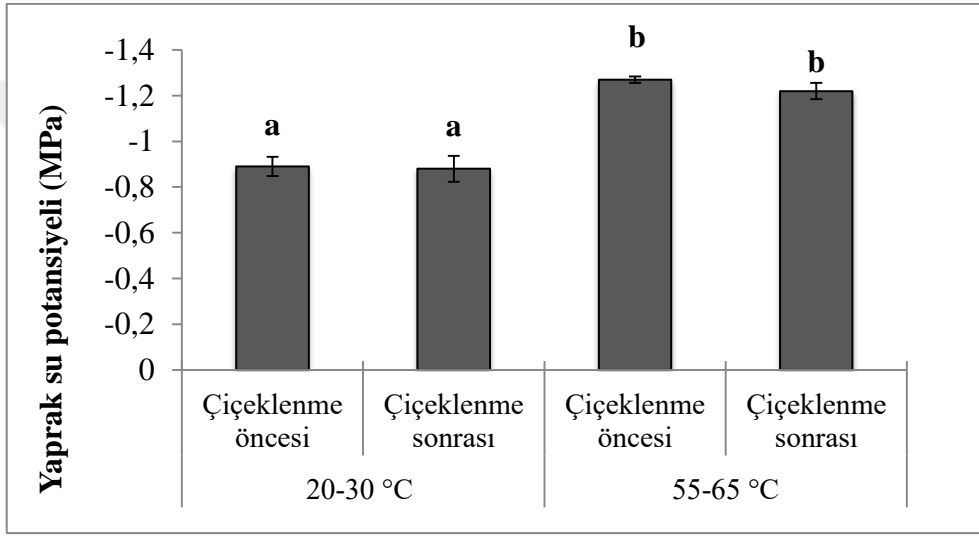 Yaprak su potansiyeli (MPa)
-1,4
-1,2
-1
-0,8
-0,6
-0,4
-0,2
0
a
a
b
b
Çiçeklenme
öncesi
Çiçeklenme
sonrası
Çiçeklenme
öncesi
Çiçeklenme
sonrası
20-30 °C
55-65 °C